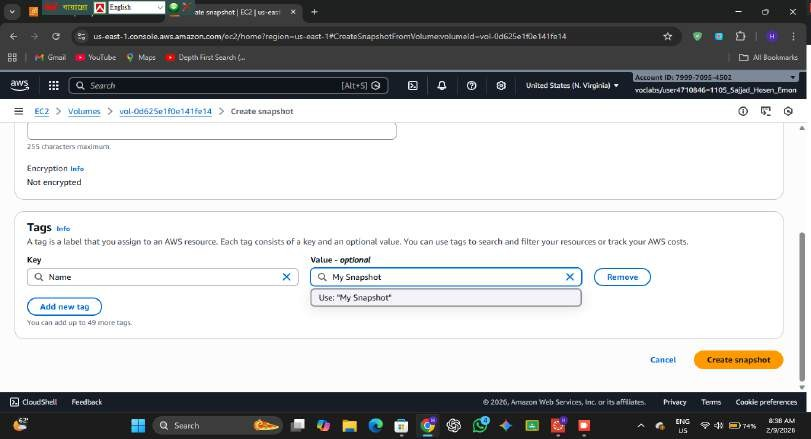 English
ate snapshot | EC2 | us-east-
us-east-1.console.aws.amazon.com/ec2/home?region=us-east-1#CreateSnapshotFromVolume:volumeId=vol-0d625e1f0e141fe14
Gmail YouTube Maps Depth First Search (... All Bookmarks
aws Search [Alt+S] United States (N. Virginia) Account ID: 7999-7095-4502
voclabs/user4710846=1105_Sajjad_Hosen_Emon
EC2 Volumes vol-0d625e1f0e141fe14 Create snapshot
255 characters maximum.
Encryption Info
Not encrypted
Tags Info
A tag is a label that you assign to an AWS resource. Each tag consists of a key and an optional value. You can use tags to search and filter your resources or track your AWS costs.
Key Value - optional
Name My Snapshot Remove
Use: "My Snapshot"
Add new tag
You can add up to 49 more tags.
Cancel Create snapshot
CloudShell Feedback © 2026, Amazon Web Services, Inc. or its affiliates. Privacy Terms Cookie preferences
62° Search ENG 74% 8:38 AM
US 2/9/2026